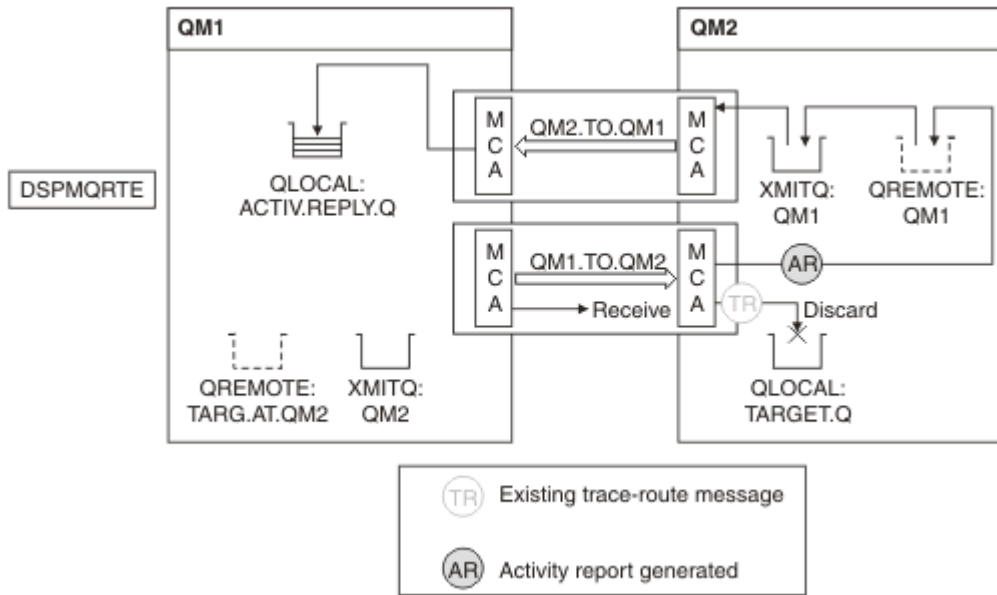 QM1
QM2
DSPMQRTE
M
C
A
QM2.TO.QM1
M
C
A
QLOCAL:
ACTIV.REPLY.Q
XMITQ:
QM1
QREMOTE:
QM1
M
C
A
QM1.TO.QM2
Receive
M
C
A
AR
TR
Discard
QREMOTE:
TARG.AT.QM2
XMITQ:
QM2
QLOCAL:
TARGET.Q
TR Existing trace-route message
AR Activity report generated